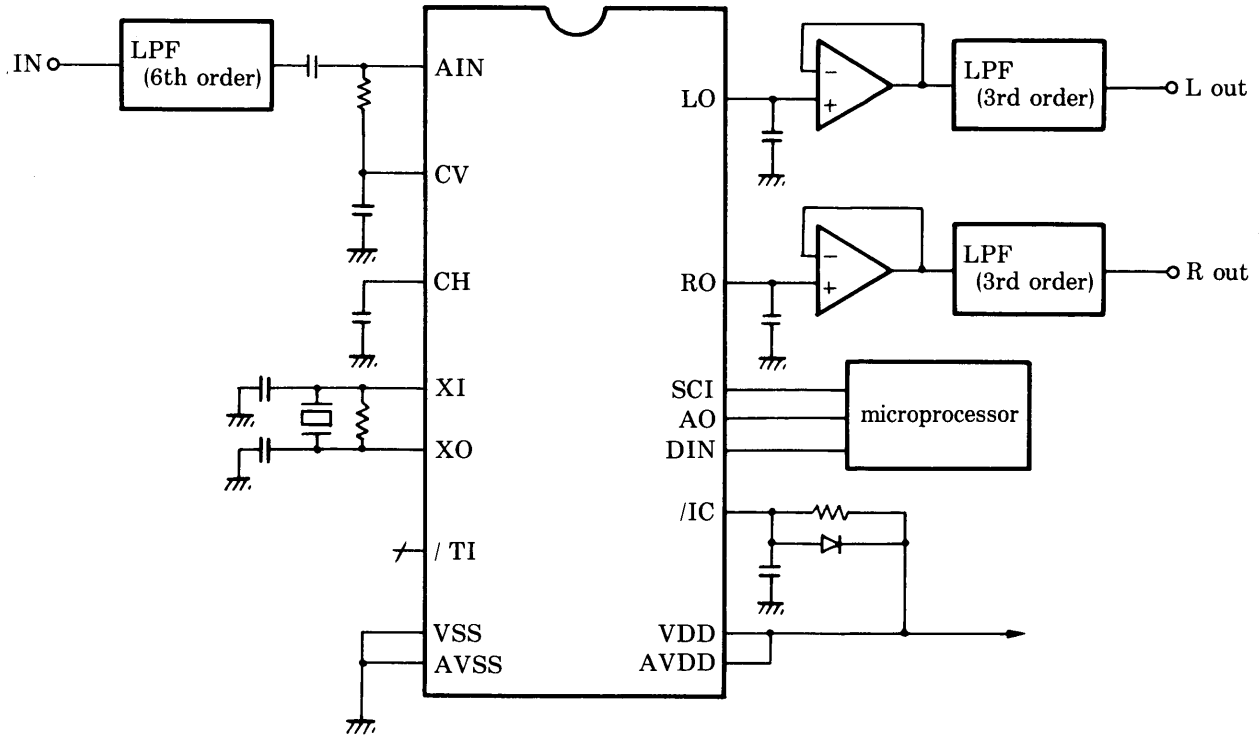 IN
LPF
(6th order)
AIN
CV
CH
XI
XO
/ TI
VSS
AVSS
LO
RO
SCI
AO
DIN
/IC
VDD
AVDD
−
+
LPF
(3rd order)
L out
−
+
LPF
(3rd order)
R out
microprocessor